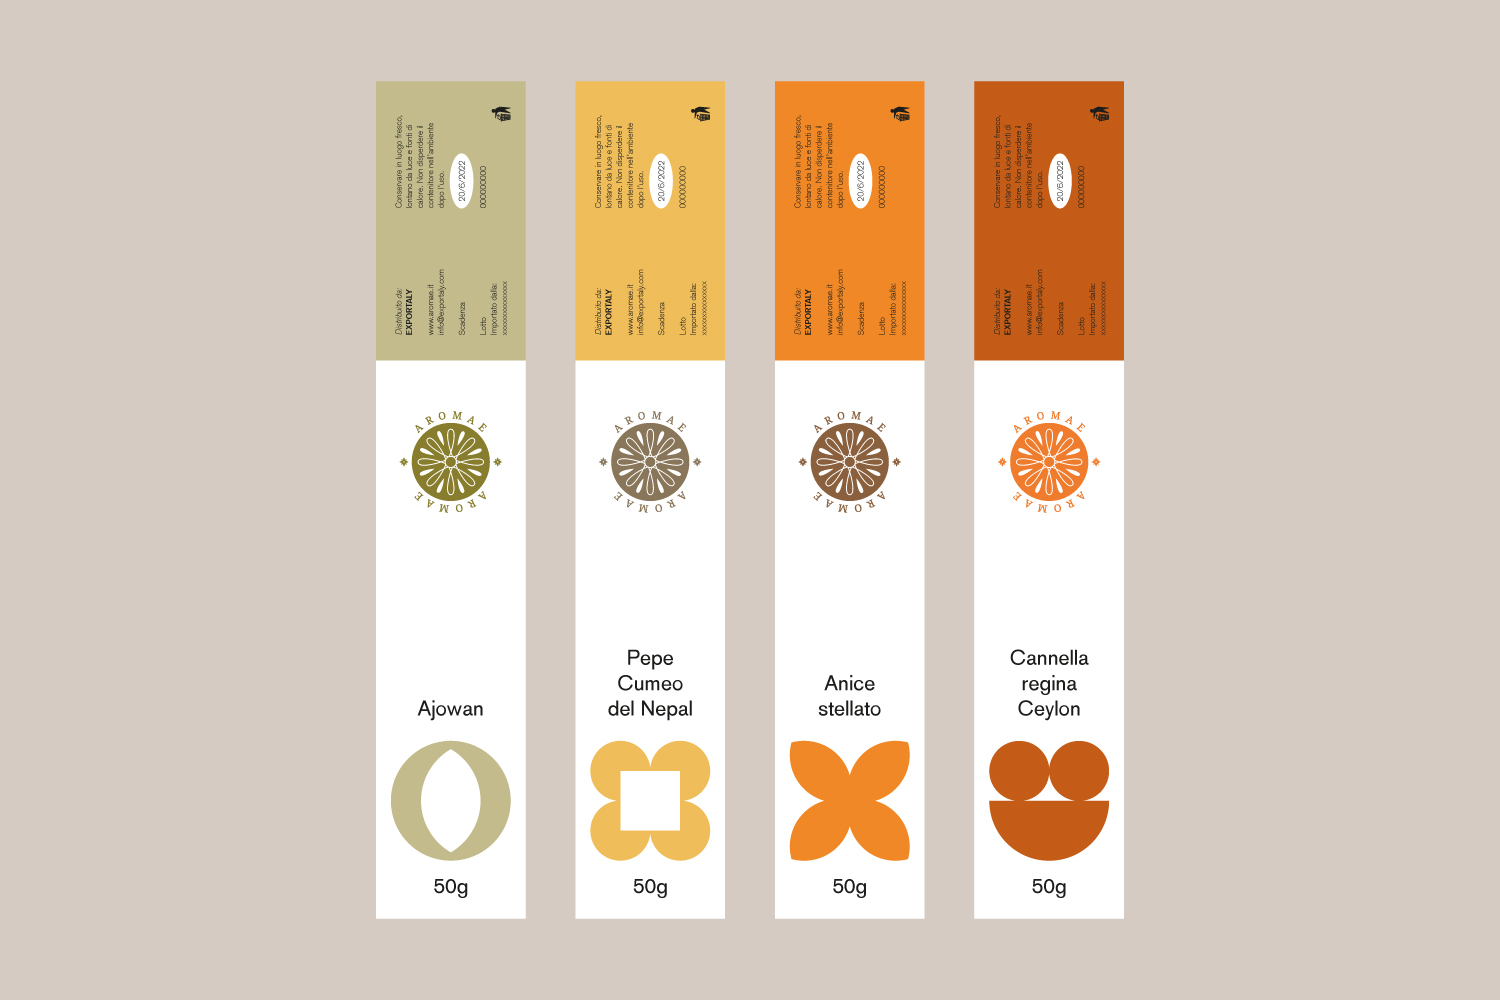 Conservare in luogo fresco,
lontano da luce e fonti di
calore. Non disperdere il
contenitore nell'ambiente
dopo l'uso.
20/6/2022
000000000
Distribuito da:
EXPORTALY
www.aromae.it
info@exportaly.com
Scadenza
Lotto
Importato dalla:
xxxxxxxxxxxxxxx
AROMAE
AROMAE
Ajowan
50g
Conservare in luogo fresco,
lontano da luce e fonti di
calore. Non disperdere il
contenitore nell'ambiente
dopo l'uso.
20/6/2022
000000000
Distribuito da:
EXPORTALY
www.aromae.it
info@exportaly.com
Scadenza
Lotto
Importato dalla:
xxxxxxxxxxxxxxx
AROMAE
AROMAE
Pepe
Cumeo
del Nepal
50g
Conservare in luogo fresco,
lontano da luce e fonti di
calore. Non disperdere il
contenitore nell'ambiente
dopo l'uso.
20/6/2022
000000000
Distribuito da:
EXPORTALY
www.aromae.it
info@exportaly.com
Scadenza
Lotto
Importato dalla:
xxxxxxxxxxxxxxx
AROMAE
AROMAE
Anice
stellato
50g
Conservare in luogo fresco,
lontano da luce e fonti di
calore. Non disperdere il
contenitore nell'ambiente
dopo l'uso.
20/6/2022
000000000
Distribuito da:
EXPORTALY
www.aromae.it
info@exportaly.com
Scadenza
Lotto
Importato dalla:
xxxxxxxxxxxxxxx
AROMAE
AROMAE
Cannella
regina
Ceylon
50g